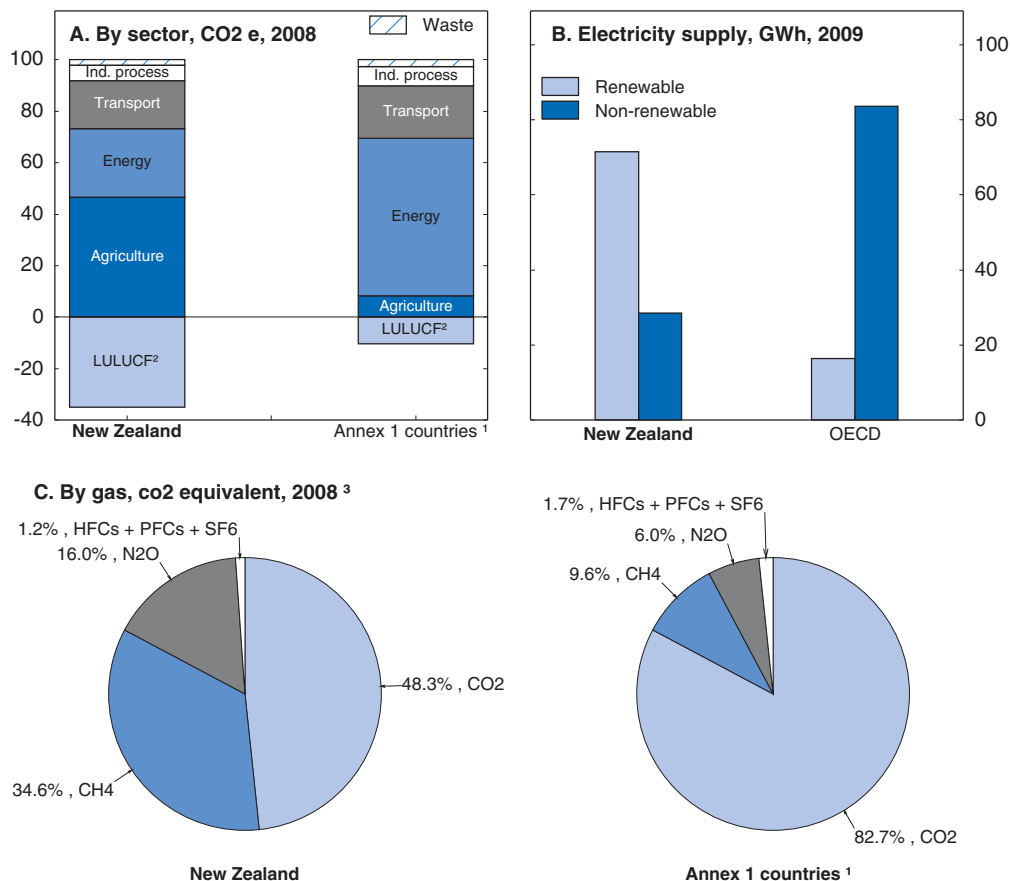 A. By sector, CO2 e, 2008
Waste
100
80
60
40
20
0
-20
-40
Ind. process
Transport
Energy
Agriculture
LULUCF²
Ind. process
Transport
Energy
Agriculture
LULUCF²
New Zealand
Annex 1 countries ¹
B. Electricity supply, GWh, 2009
Renewable
Non-renewable
100
80
60
40
20
0
New Zealand
OECD
C. By gas, co2 equivalent, 2008 ³
1.2% , HFCs + PFCs + SF6
16.0% , N2O
48.3% , CO2
34.6% , CH4
New Zealand
1.7% , HFCs + PFCs + SF6
6.0% , N2O
9.6% , CH4
82.7% , CO2
Annex 1 countries ¹